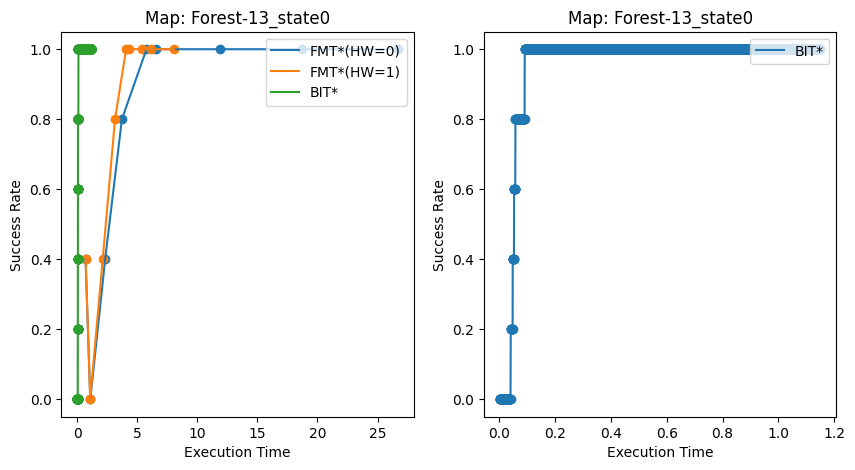 Map: Forest-13_state0
1.0
0.8
0.6
0.4
0.2
0.0
Success Rate
0
5
10
15
20
25
Execution Time
FMT*(HW=0)
FMT*(HW=1)
BIT*
Map: Forest-13_state0
1.0
0.8
0.6
0.4
0.2
0.0
Success Rate
0.0
0.2
0.4
0.6
0.8
1.0
1.2
Execution Time
BIT*